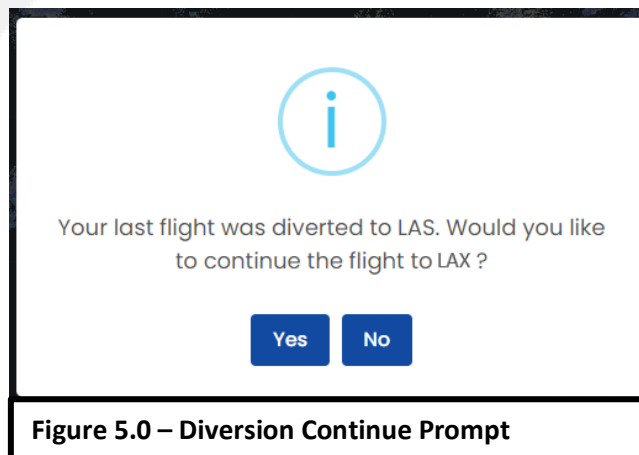 i
Your last flight was diverted to LAS. Would you like
to continue the flight to LAX ?
Yes No
Figure 5.0 – Diversion Continue Prompt